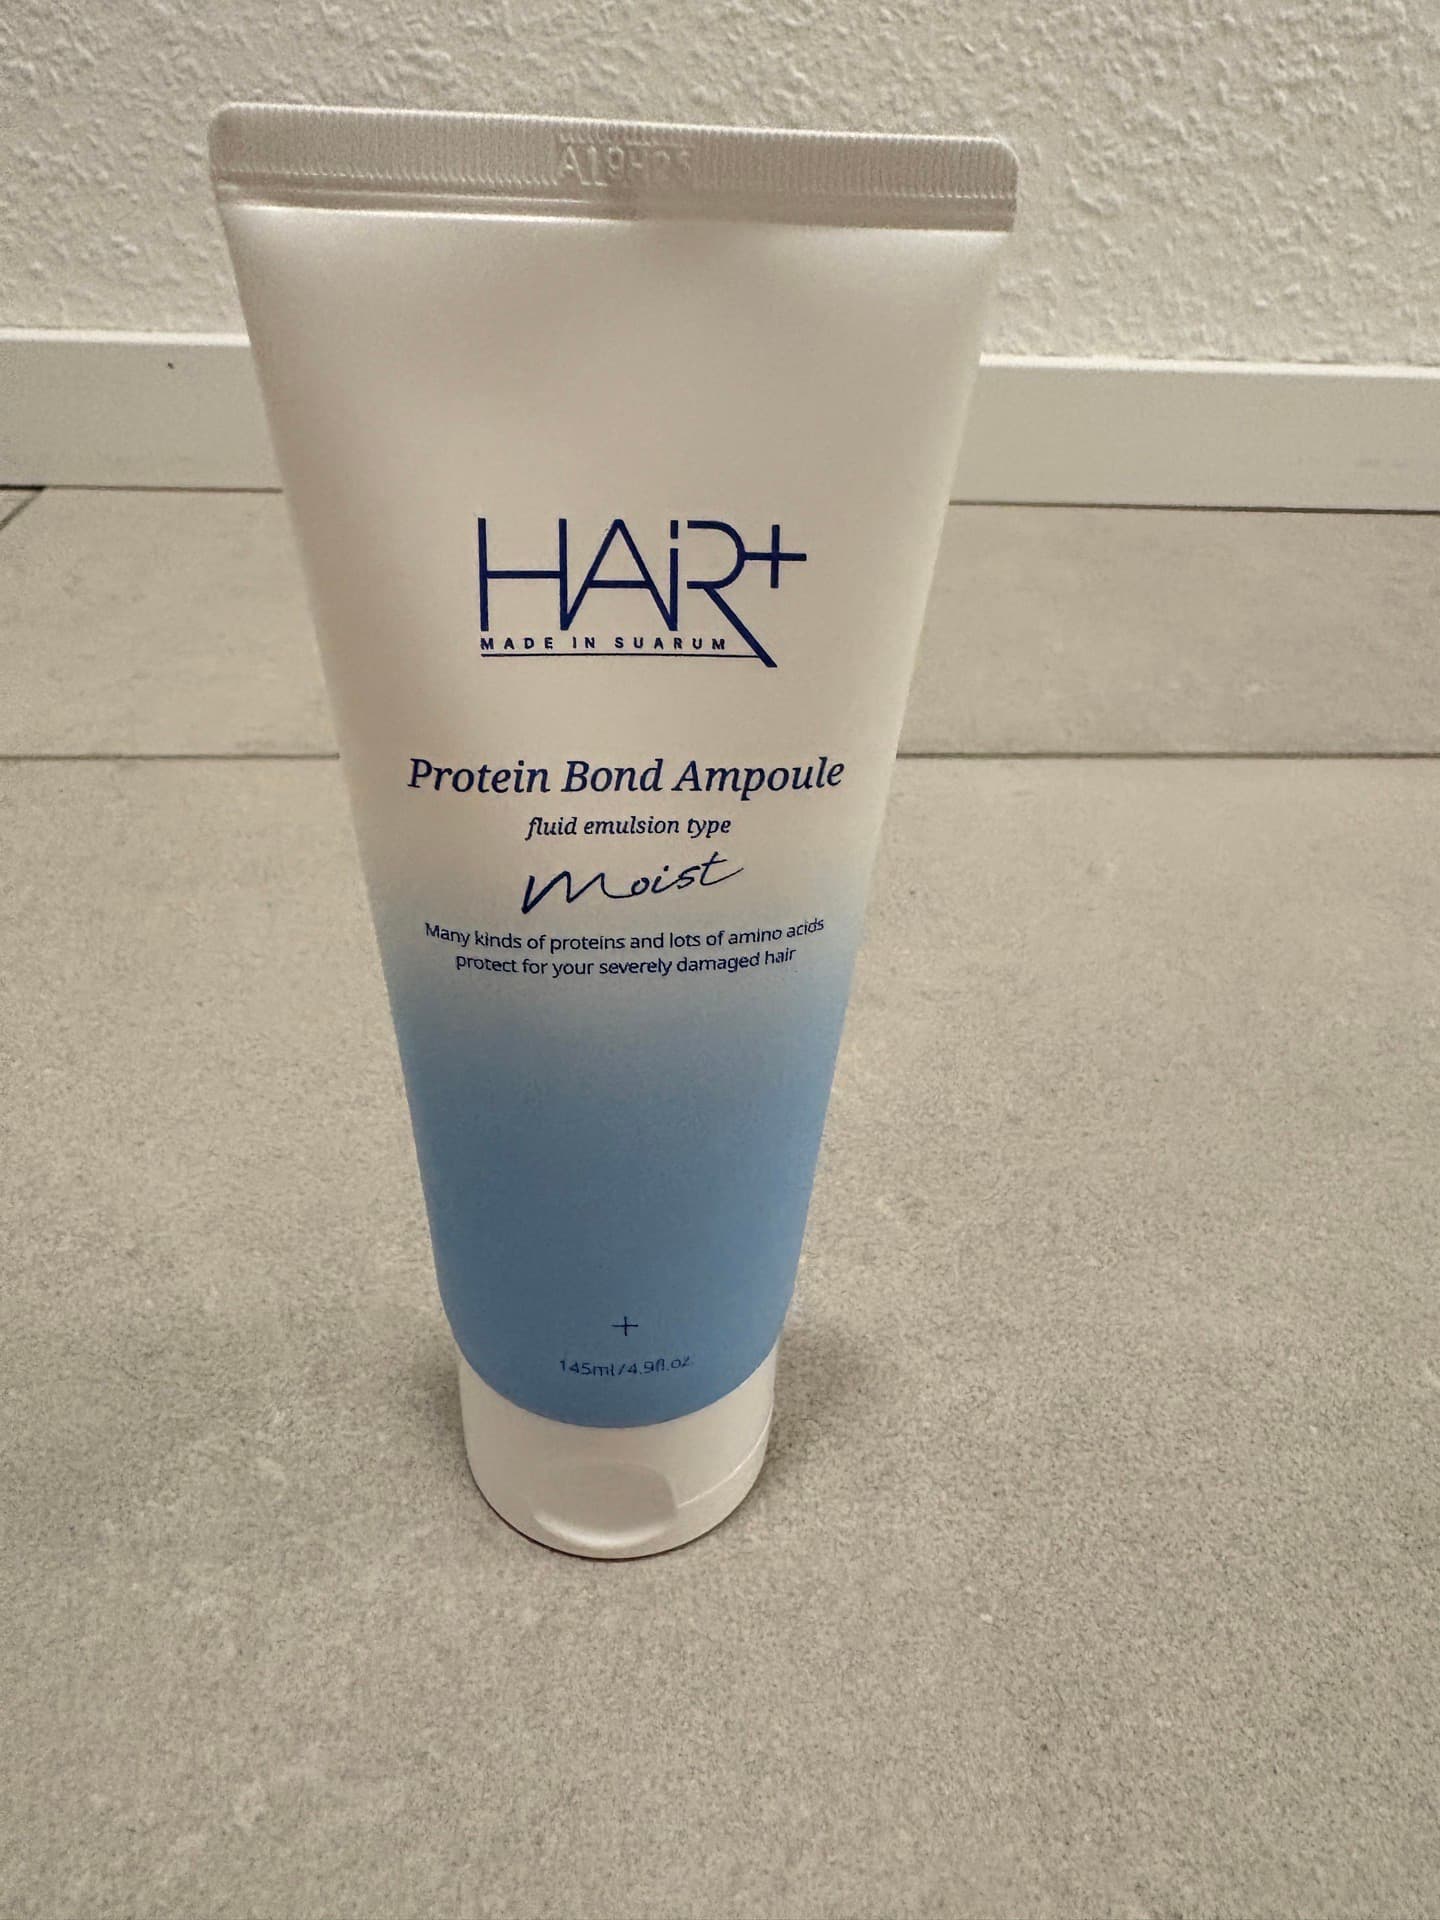 HAiR+
MADE IN SUARUM
Protein Bond Ampoule
fluid emulsion type
Moist
Many kinds of proteins and lots of amino acids
protect for your severely damaged hair
+
145ml/4.9fl.oz